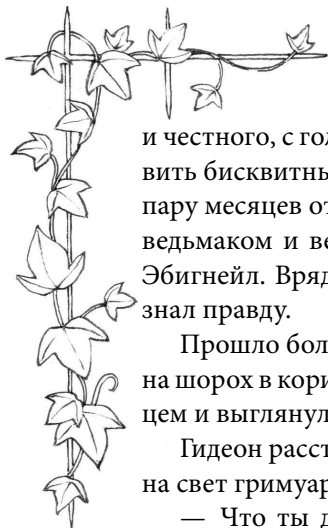 и честного, с гол
вить бисквитны
пару месяцев от
ведьмаком и ве
Эбигнейл. Вряд
знал правду.
Прошло бол
на шорох в кори
цем и выглянул
Гидеон расст
на свет гримуар
— Что ты д